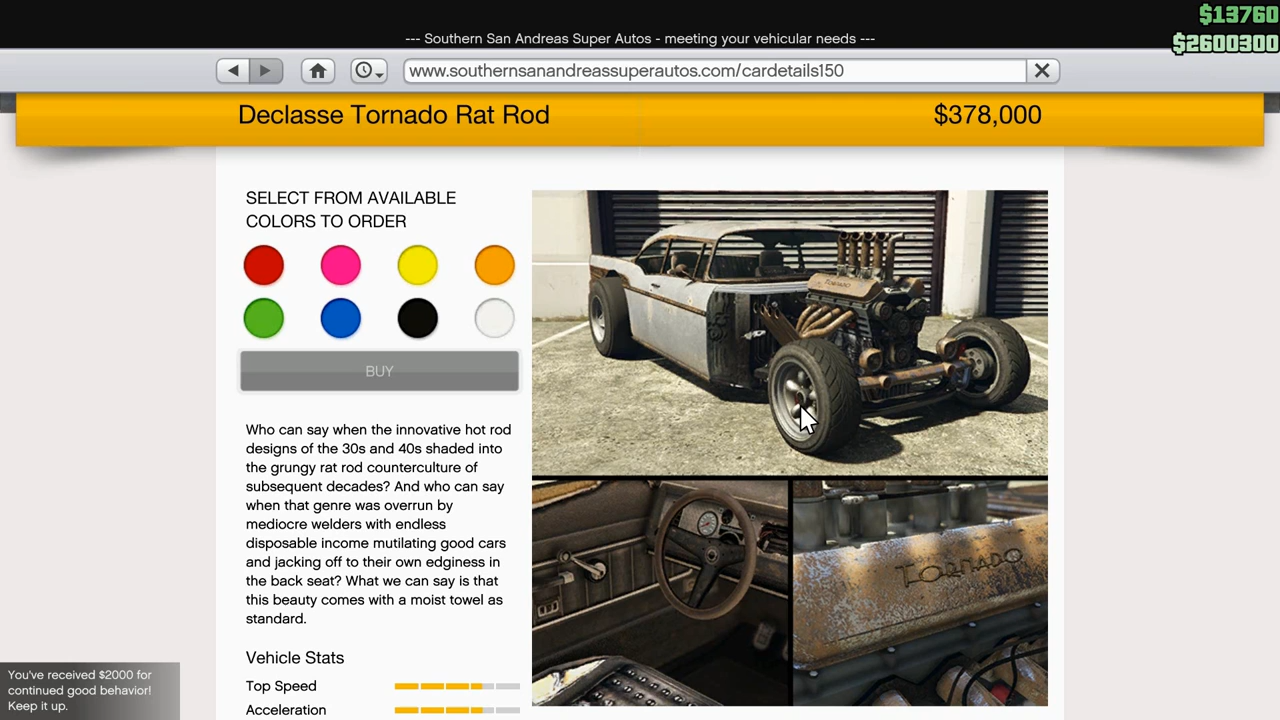 $13760
--- Southern San Andreas Super Autos - meeting your vehicular needs ---
$2600300
www.southernsanandreassuperautos.com/cardetails150
Declasse Tornado Rat Rod
$378,000
SELECT FROM AVAILABLE
COLORS TO ORDER
BUY
Who can say when the innovative hot rod
designs of the 30s and 40s shaded into
the grungy rat rod counterculture of
subsequent decades? And who can say
when that genre was overrun by
mediocre welders with endless
disposable income mutilating good cars
and jacking off to their own edginess in
the back seat? What we can say is that
this beauty comes with a moist towel as
standard.
Vehicle Stats
Top Speed
Acceleration
TORNADO
TORNADO
You've received $2000 for
continued good behavior!
Keep it up.